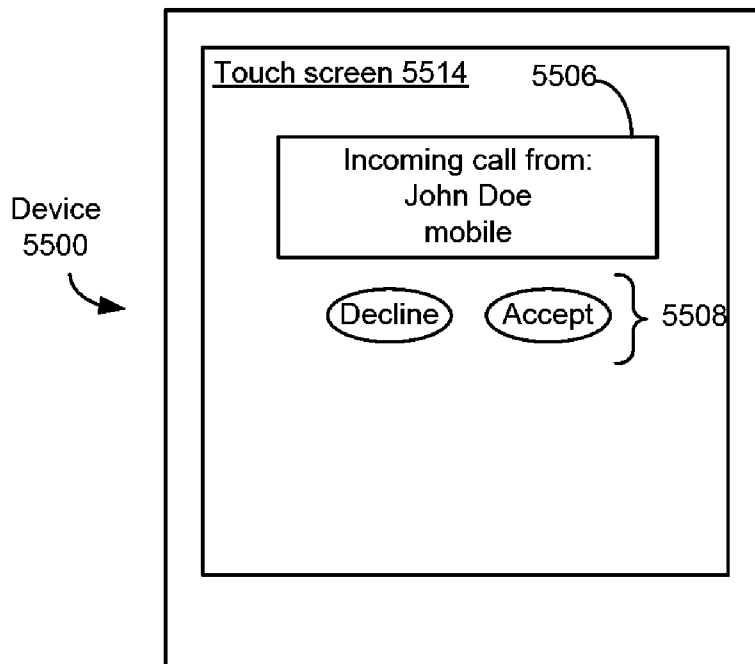 Touch screen 5514
5506
Incoming call from:
John Doe
mobile
Device
5500
Decline
Accept
5508